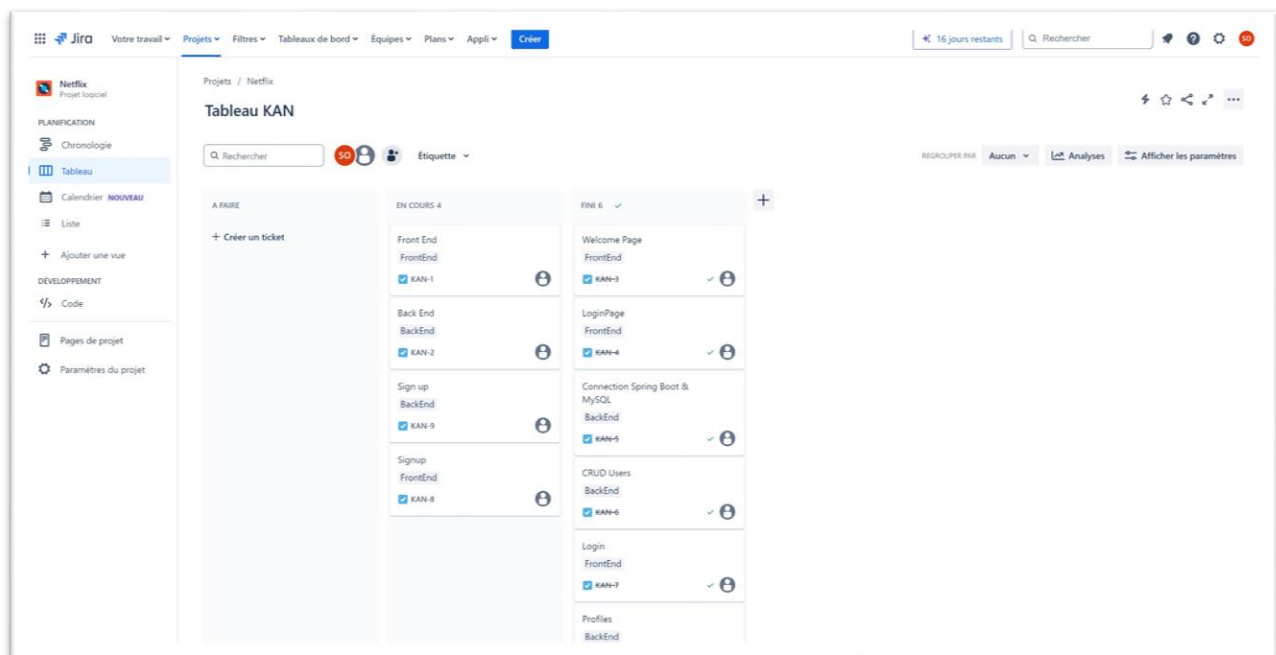 Jira Votre travail Projets Filtres Tableaux de bord Équipes Plans Appli Créer 16 jours restants Rechercher SO
Netflix
Projet logiciel
PLANIFICATION
Chronologie
Tableau
Calendrier NOUVEAU
Liste
Ajouter une vue
DÉVELOPPEMENT
Code
Pages de projet
Paramètres du projet
Projets / Netflix
Tableau KAN
Rechercher SO Étiquette REGROUPER PAR Aucun Analyses Afficher les paramètres
A FAIRE
+ Créer un ticket
EN COURS 4
Front End
FrontEnd
KAN-1
Back End
BackEnd
KAN-2
Sign up
BackEnd
KAN-9
Signup
FrontEnd
KAN-8
FINI 6
Welcome Page
FrontEnd
KAN-3
LoginPage
FrontEnd
KAN-4
Connection Spring Boot &
MySQL
BackEnd
KAN-5
CRUD Users
BackEnd
KAN-6
Login
FrontEnd
KAN-7
Profiles
BackEnd